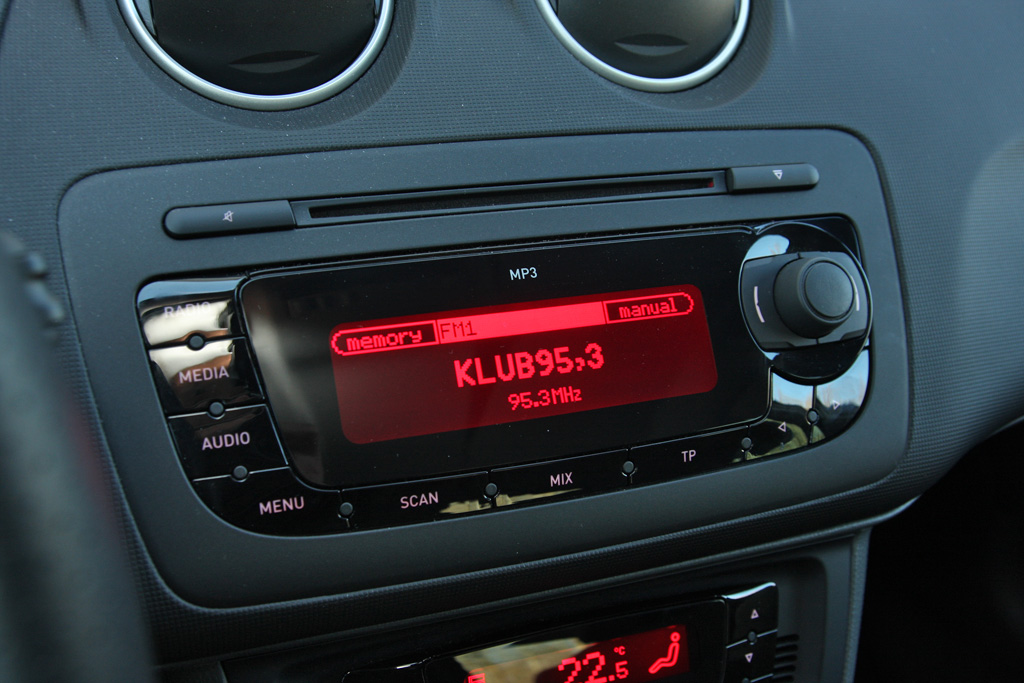 MP3
RADIO
memory FM1 manual
KLUB95,3
95.3MHz
MEDIA
AUDIO
MENU
SCAN
MIX
TP
22.5 °C